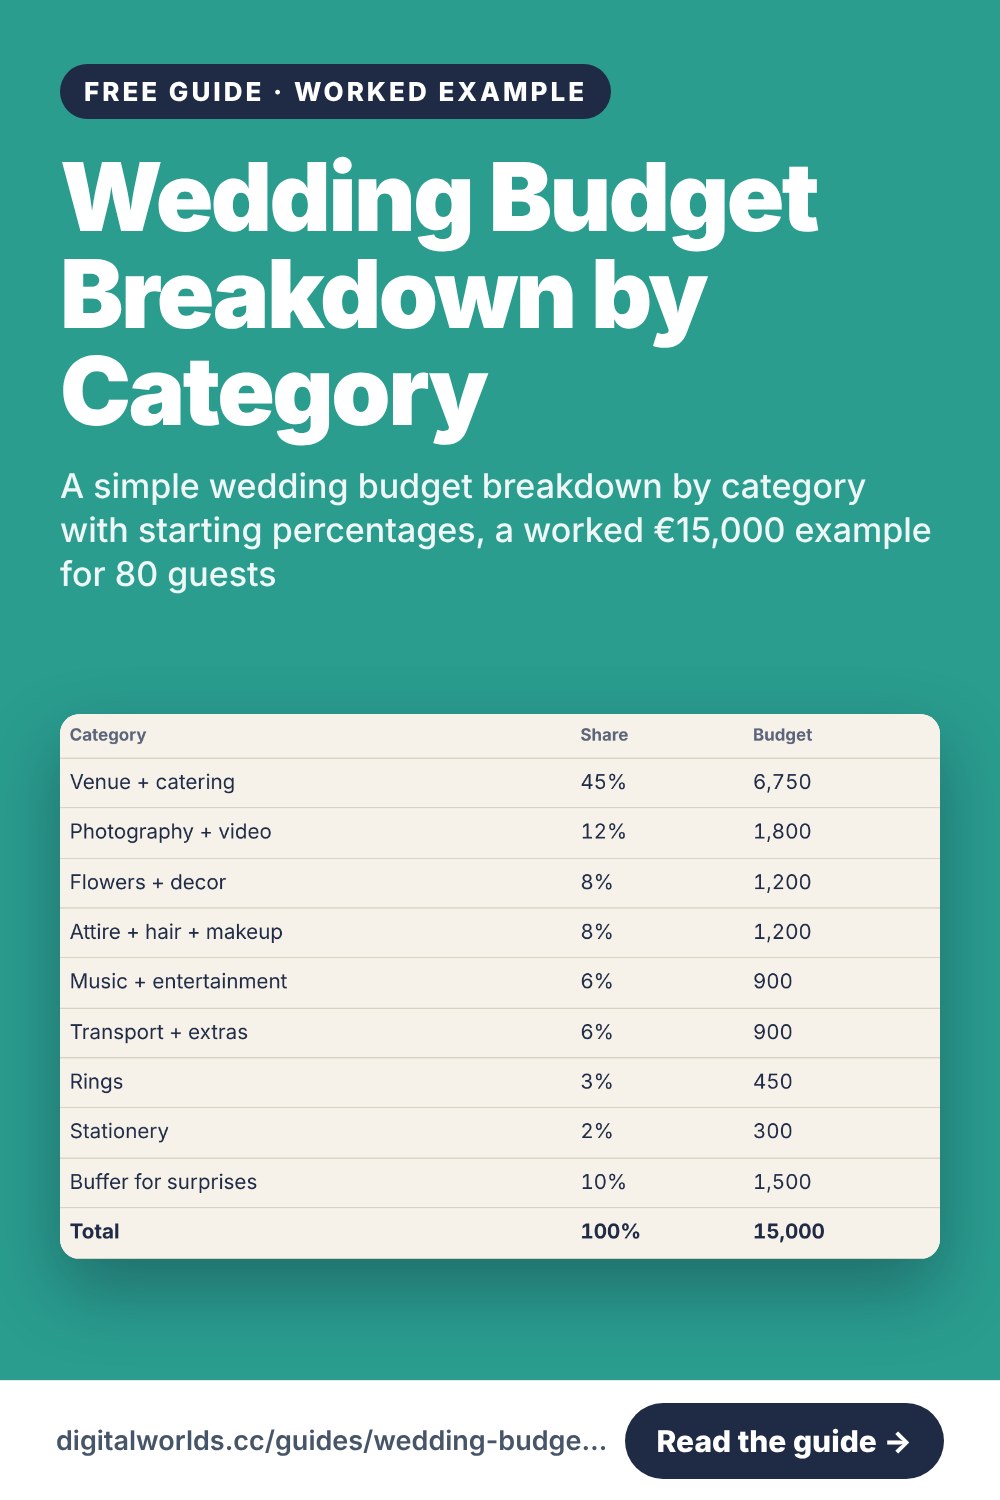 FREE GUIDE · WORKED EXAMPLE
Wedding Budget
Breakdown by
Category
A simple wedding budget breakdown by category
with starting percentages, a worked €15,000 example
for 80 guests
Category Share Budget
Venue + catering 45% 6,750
Photography + video 12% 1,800
Flowers + decor 8% 1,200
Attire + hair + makeup 8% 1,200
Music + entertainment 6% 900
Transport + extras 6% 900
Rings 3% 450
Stationery 2% 300
Buffer for surprises 10% 1,500
Total 100% 15,000
digitalworlds.cc/guides/wedding-budge... Read the guide →